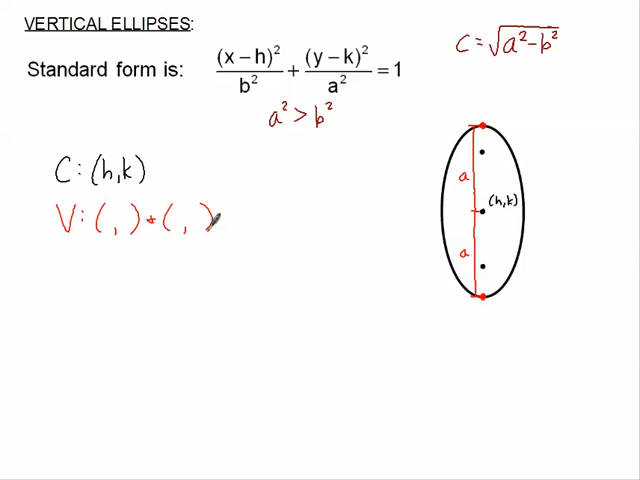 VERTICAL ELLIPSES:
c = √(a² − b²)
Standard form is: (x − h)²/b² + (y − k)²/a² = 1
a² > b²
C: (h,k)
V: ( , ) + ( , )
a
(h,k)
a